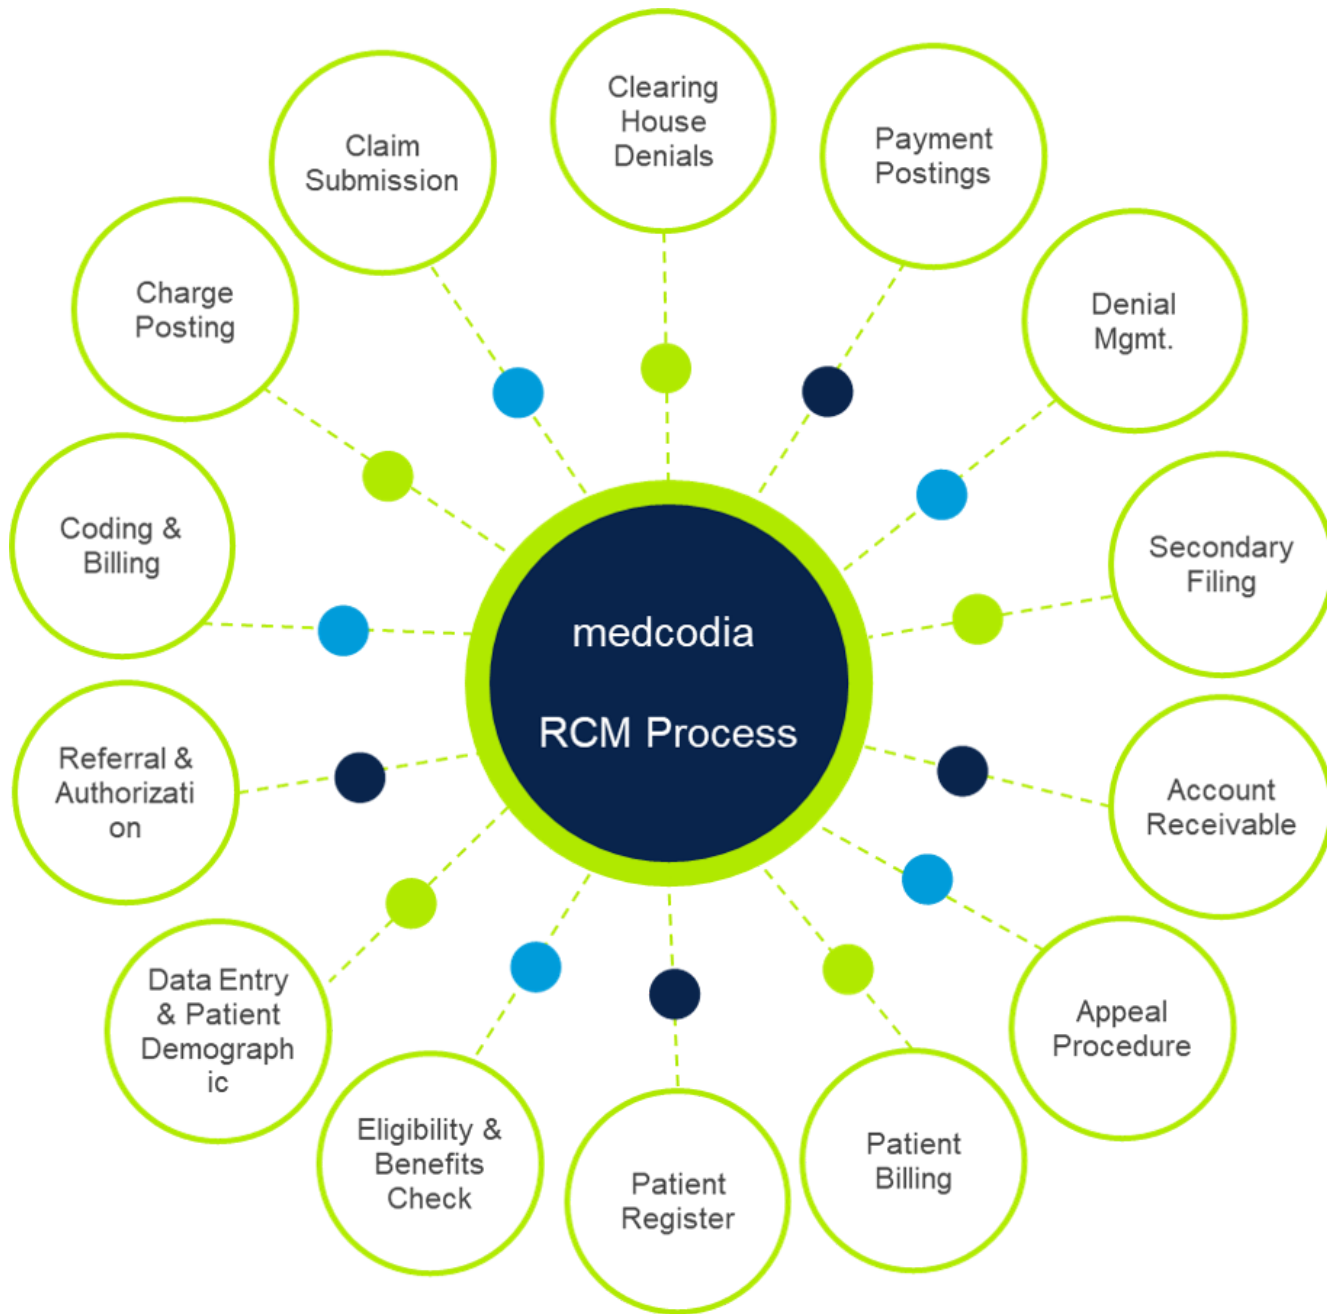 Clearing
House
Denials
Payment
Postings
Denial
Mgmt.
Secondary
Filing
Account
Receivable
Appeal
Procedure
Patient
Billing
Patient
Register
Eligibility &
Benefits
Check
Data Entry
& Patient
Demograph
ic
Referral &
Authorizati
on
Coding &
Billing
Charge
Posting
Claim
Submission
medcodia
RCM Process